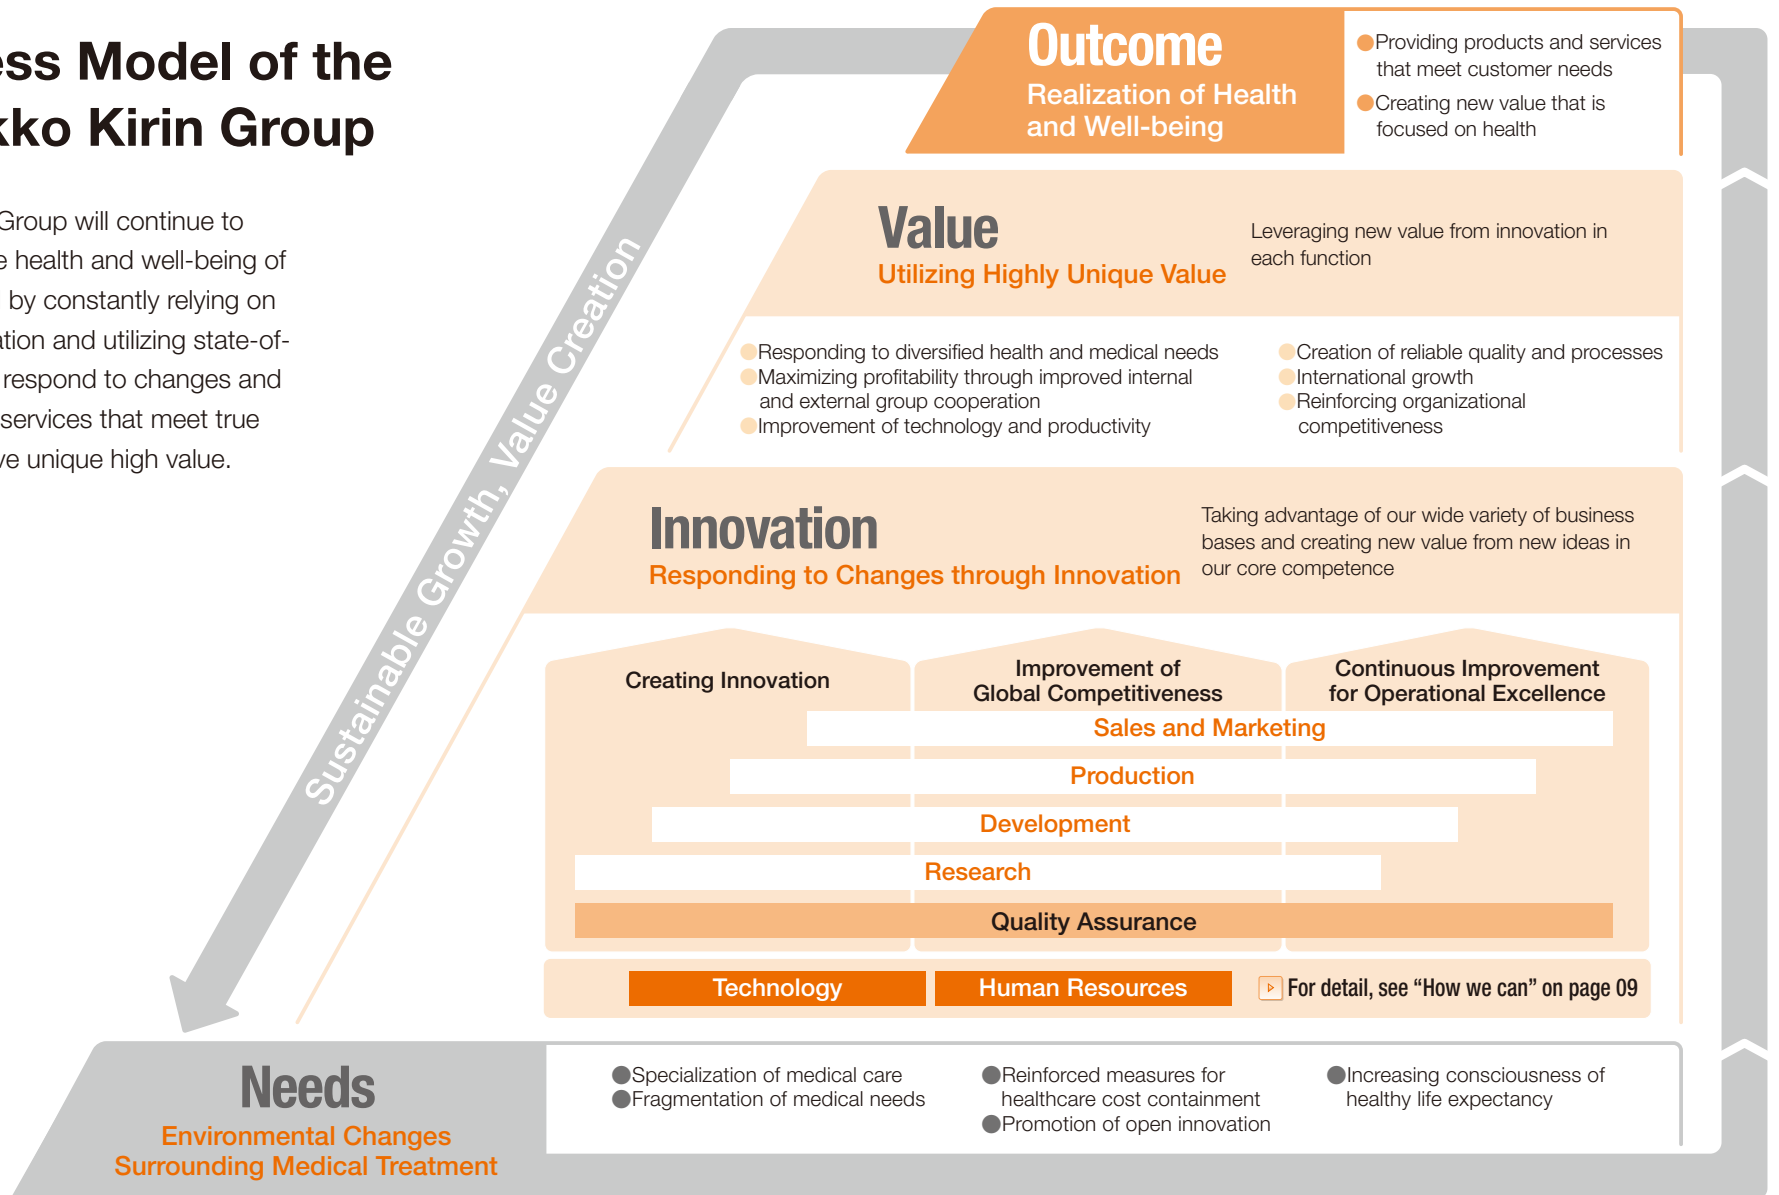 ess Model of the
kko Kirin Group
Group will continue to
e health and well-being of
by constantly relying on
ation and utilizing state-of-
respond to changes and
services that meet true
ve unique high value.
Sustainable Growth, Value Creation
Outcome
Realization of Health
and Well-being
●Providing products and services
that meet customer needs
●Creating new value that is
focused on health
Value
Utilizing Highly Unique Value
Leveraging new value from innovation in
each function
●Responding to diversified health and medical needs
●Maximizing profitability through improved internal
and external group cooperation
●Improvement of technology and productivity
●Creation of reliable quality and processes
●International growth
●Reinforcing organizational
competitiveness
Innovation
Responding to Changes through Innovation
Taking advantage of our wide variety of business
bases and creating new value from new ideas in
our core competence
Creating Innovation
Improvement of
Global Competitiveness
Continuous Improvement
for Operational Excellence
Sales and Marketing
Production
Development
Research
Quality Assurance
Technology
Human Resources
For detail, see “How we can” on page 09
Needs
Environmental Changes
Surrounding Medical Treatment
●Specialization of medical care
●Fragmentation of medical needs
●Reinforced measures for
healthcare cost containment
●Promotion of open innovation
●Increasing consciousness of
healthy life expectancy